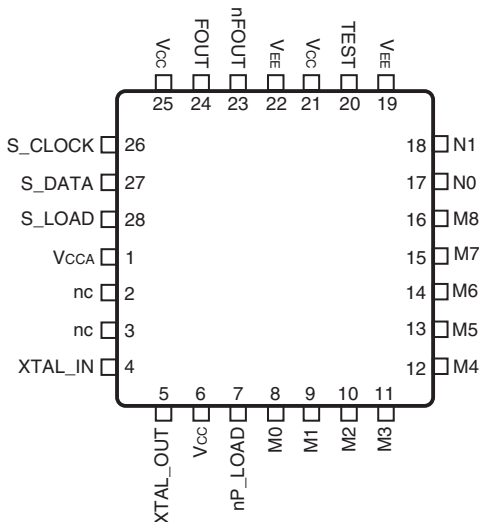 VCC FOUT nFOUT VEE VCC TEST VEE
25 24 23 22 21 20 19
S_CLOCK 26 18 N1
S_DATA 27 17 N0
S_LOAD 28 16 M8
VCCA 1 15 M7
nc 2 14 M6
nc 3 13 M5
XTAL_IN 4 12 M4
5 6 7 8 9 10 11
XTAL_OUT VCC nP_LOAD M0 M1 M2 M3